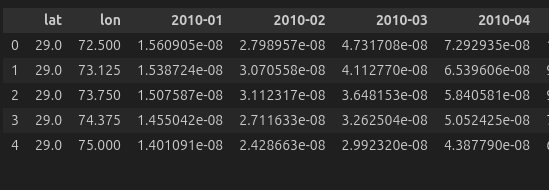 lat lon 2010-01 2010-02 2010-03 2010-04
0 29.0 72.500 1.560905e-08 2.798957e-08 4.731708e-08 7.292935e-08
1 29.0 73.125 1.538724e-08 3.070558e-08 4.112770e-08 6.539606e-08
2 29.0 73.750 1.507587e-08 3.112317e-08 3.648153e-08 5.840581e-08
3 29.0 74.375 1.455042e-08 2.711633e-08 3.262504e-08 5.052425e-08
4 29.0 75.000 1.401091e-08 2.428663e-08 2.992320e-08 4.387790e-08